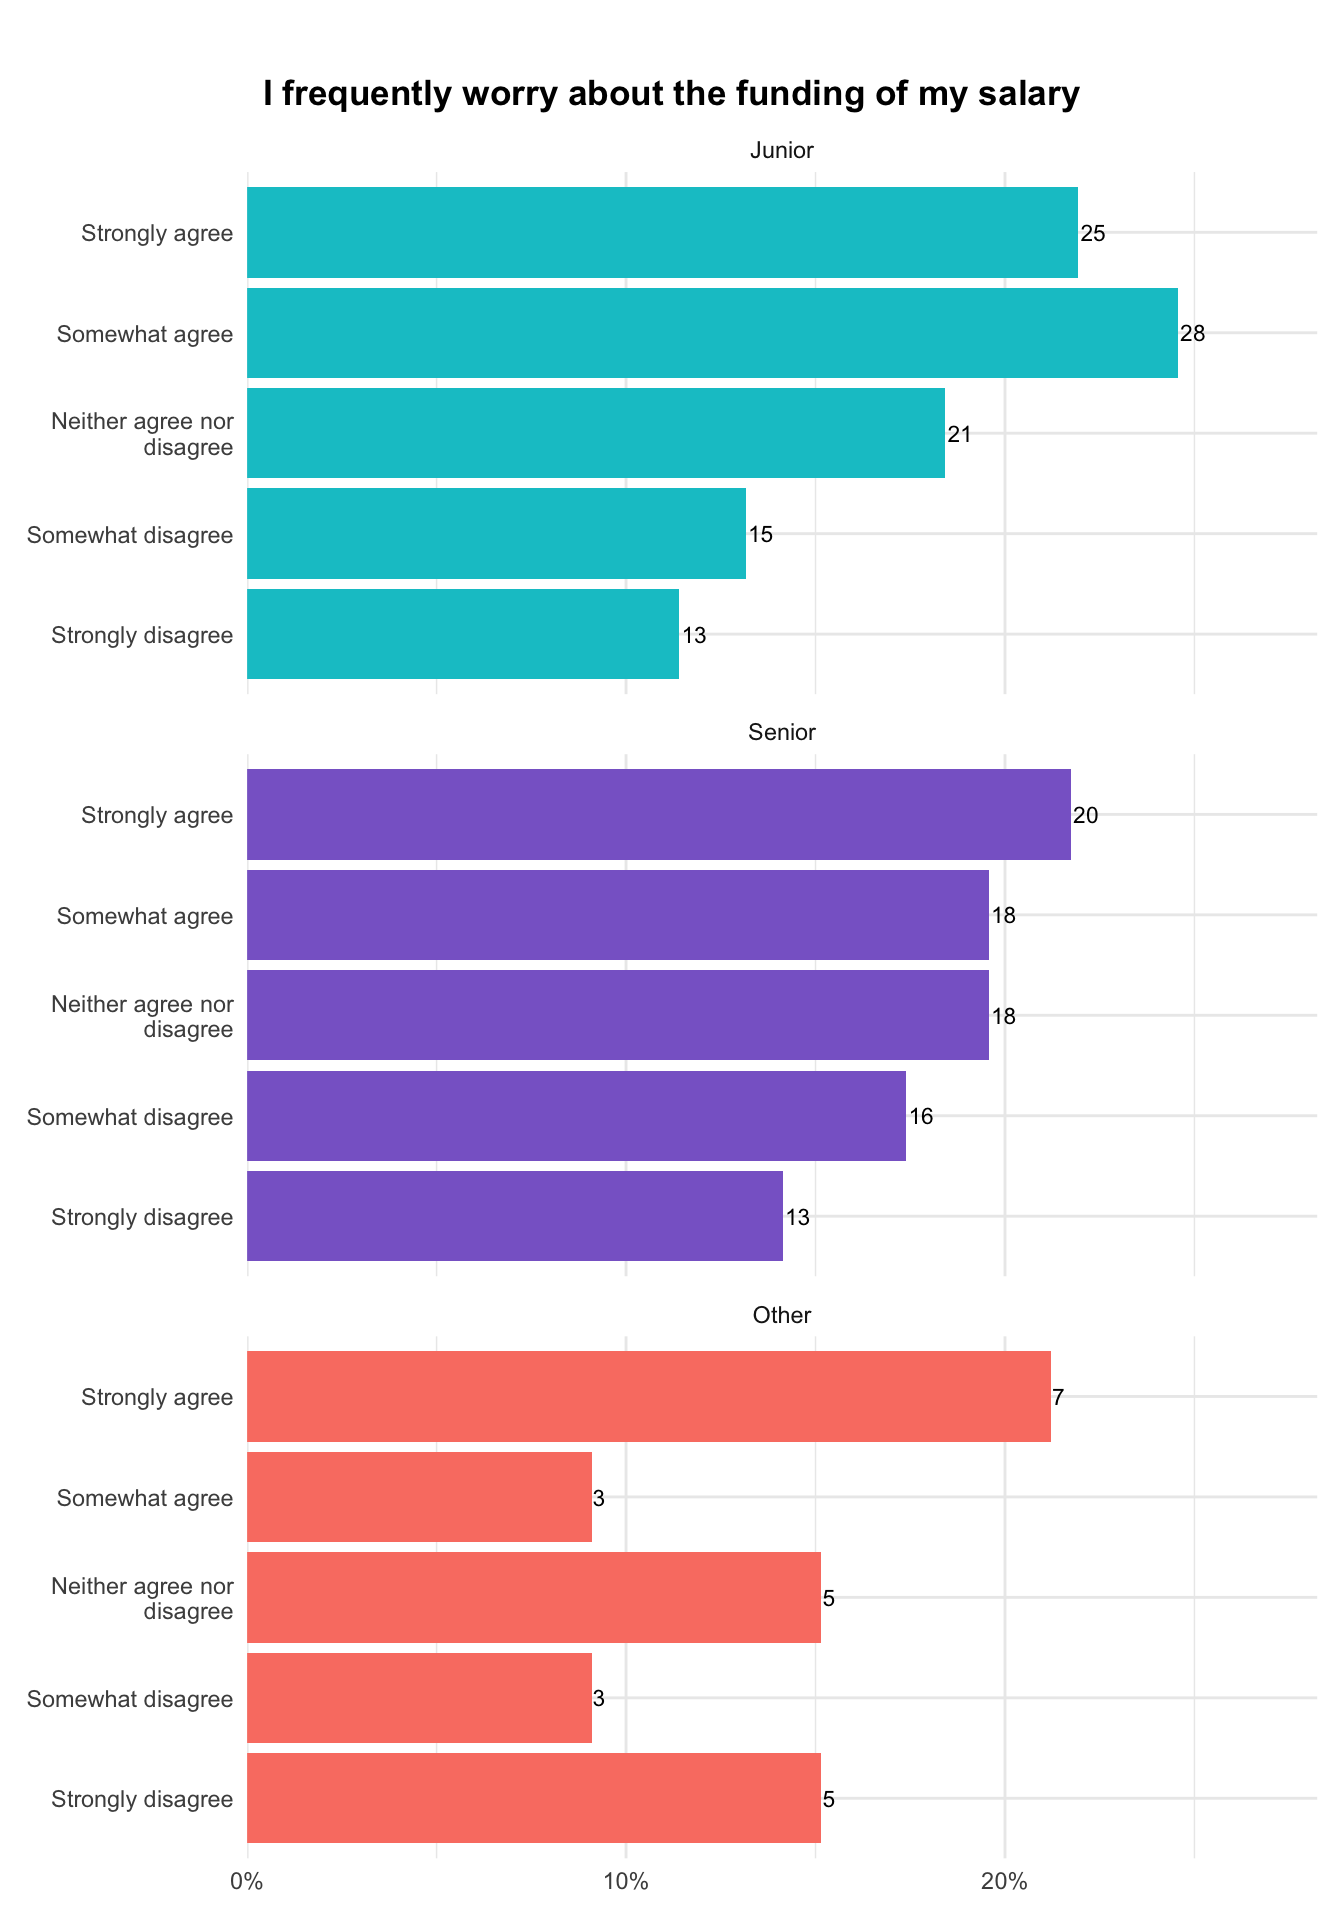 I frequently worry about the funding of my salary
Junior
Strongly agree
25
Somewhat agree
28
Neither agree nor
disagree
21
Somewhat disagree
15
Strongly disagree
13
Senior
Strongly agree
20
Somewhat agree
18
Neither agree nor
disagree
18
Somewhat disagree
16
Strongly disagree
13
Other
Strongly agree
7
Somewhat agree
3
Neither agree nor
disagree
5
Somewhat disagree
3
Strongly disagree
5
0% 10% 20%